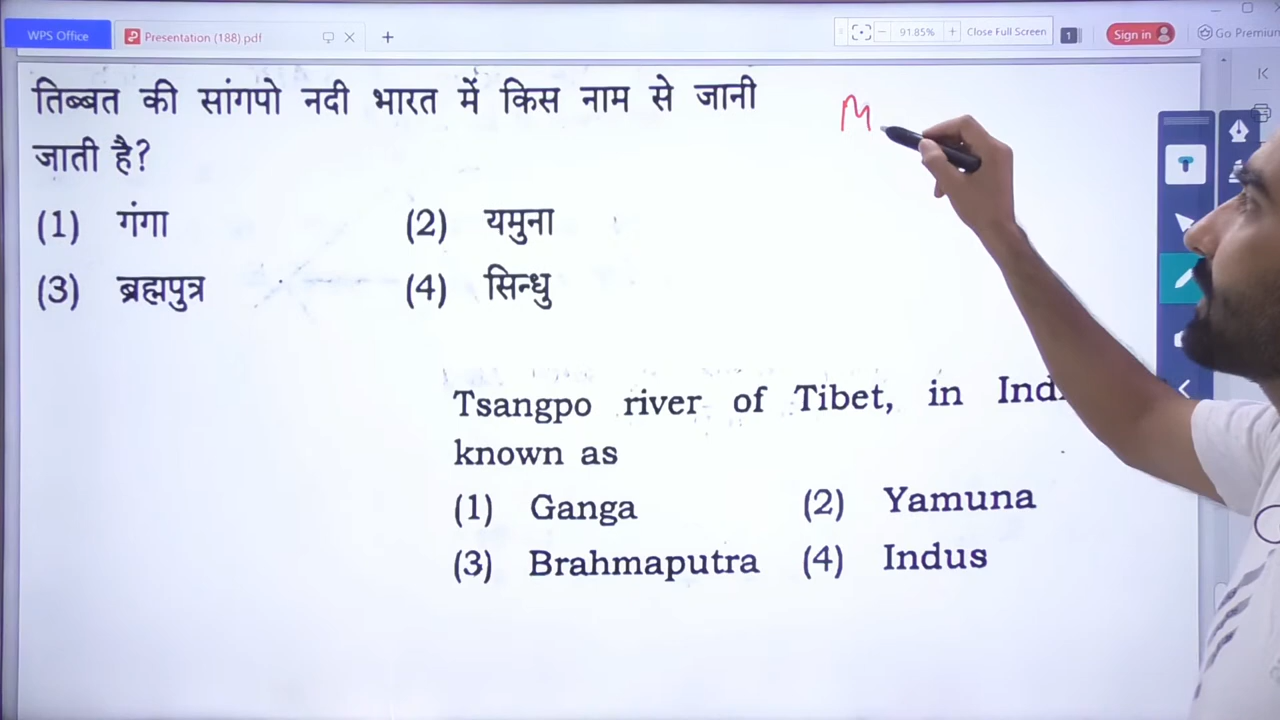 WPS Office
Presentation (188) pdf
91.85%
Close Full Screen
1
Sign in
Go Premium
तिब्बत की सांगपो नदी भारत में किस नाम से जानी
जाती है?
(1) गंगा (2) यमुना
(3) ब्रह्मपुत्र (4) सिन्धु
M
Tsangpo river of Tibet, in
known as
(1) Ganga (2) Yamuna
(3) Brahmaputra (4) Indus